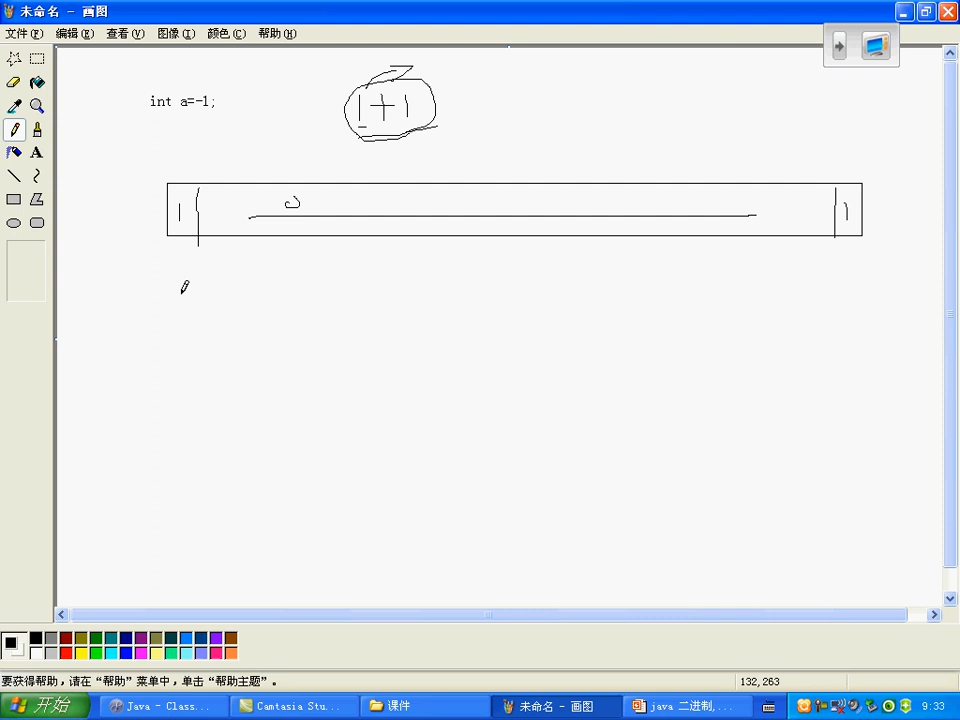 未命名 - 画图
文件(F) 编辑(E) 查看(V) 图像(I) 颜色(C) 帮助(H)
int a=-1;
1+1
1 0 1
要获得帮助，请在“帮助”菜单中，单击“帮助主题”。 132,263
开始 Java - Class... Camtasia Stu... 课件 未命名 - 画图 java 二进制,... 9:33